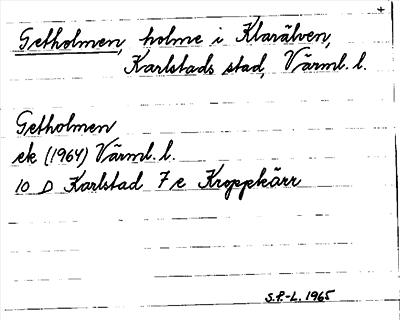 +
Getholmen, holme i Klarälven,
Karlstads stad, Värml. l.
Getholmen
ek (1964) Värml. l.
10 D Karlstad 7 e Kroppkärr
S.P.-L. 1965